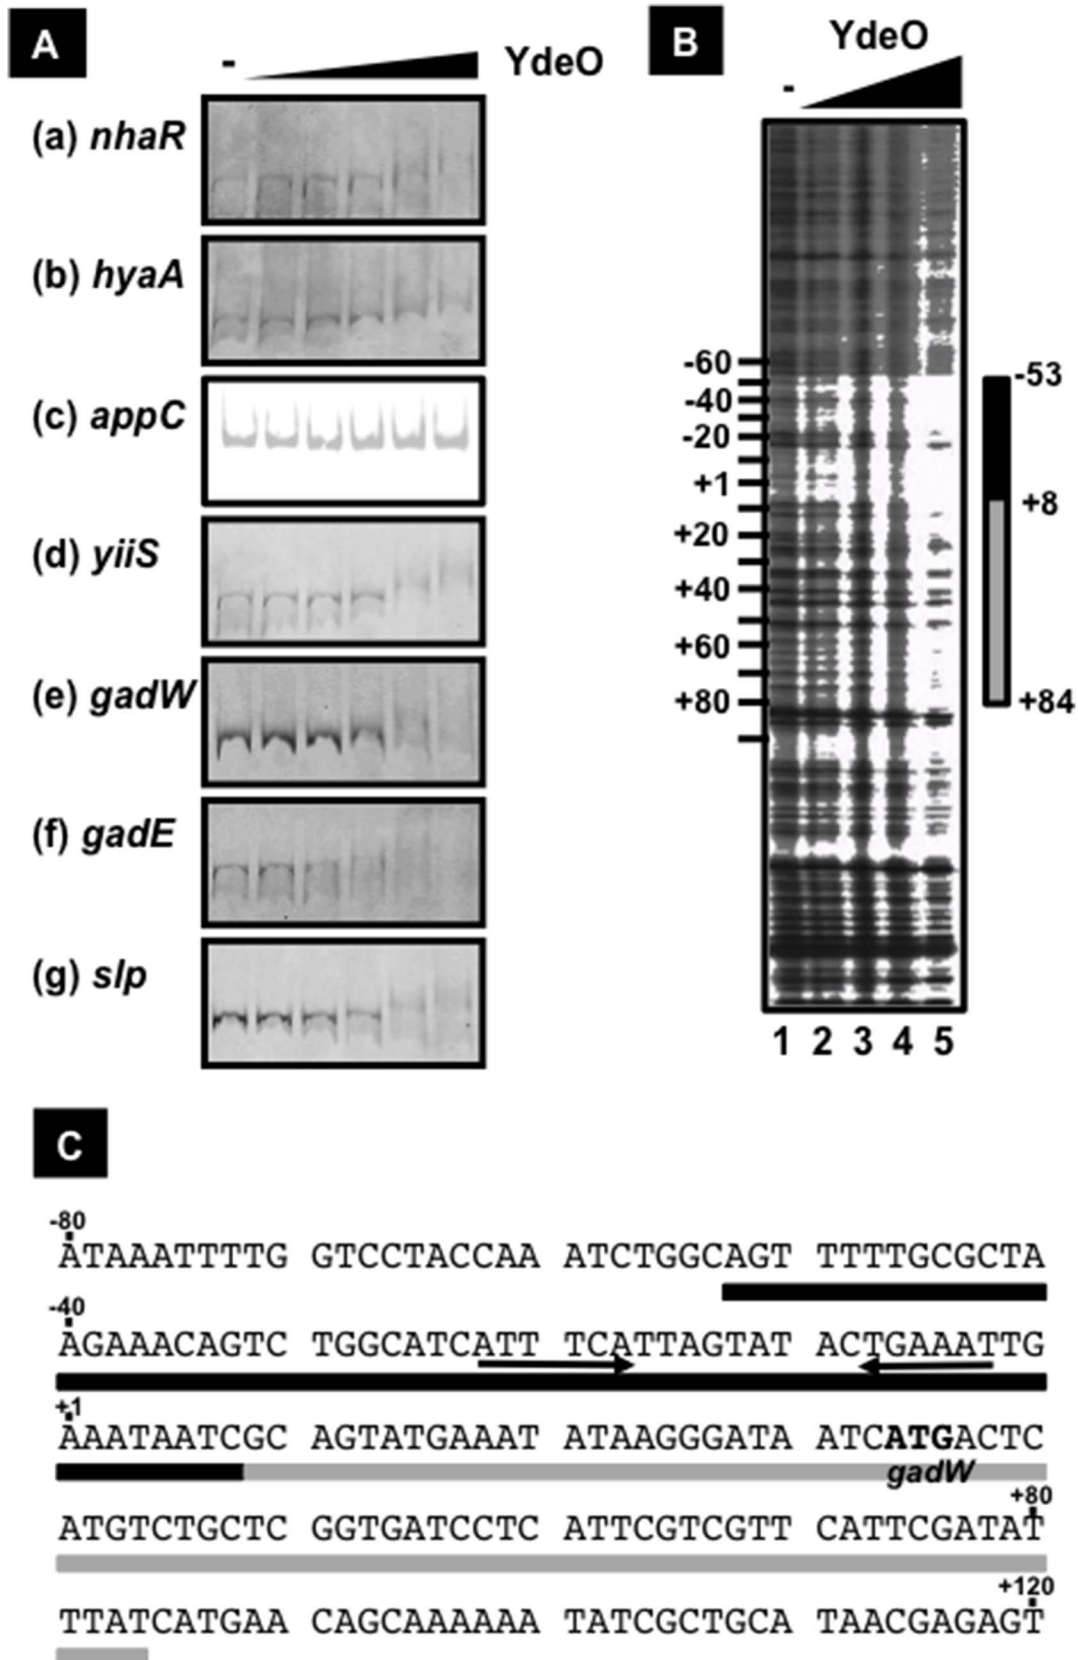 A
- YdeO
(a) nhaR
(b) hyaA
(c) appC
(d) yiiS
(e) gadW
(f) gadE
(g) slp
B
YdeO
-
-60
-40
-20
+1
+20
+40
+60
+80
-53
+8
+84
1 2 3 4 5
C
-80
ATAAATTTTG GTCCTACCAA ATCTGGCAGT TTTTGCGCTA
-40
AGAAACAGTC TGGCATCATT TCATTAGTAT ACTGAAATTG
+1
AAATAATCGC AGTATGAAAT ATAAGGGATA ATCATGACTC
gadW
+80
ATGTCTGCTC GGTGATCCTC ATTCGTCGTT CATTCGATAT
+120
TTATCATGAA CAGCAAAAAA TATCGCTGCA TAACGAGAGT